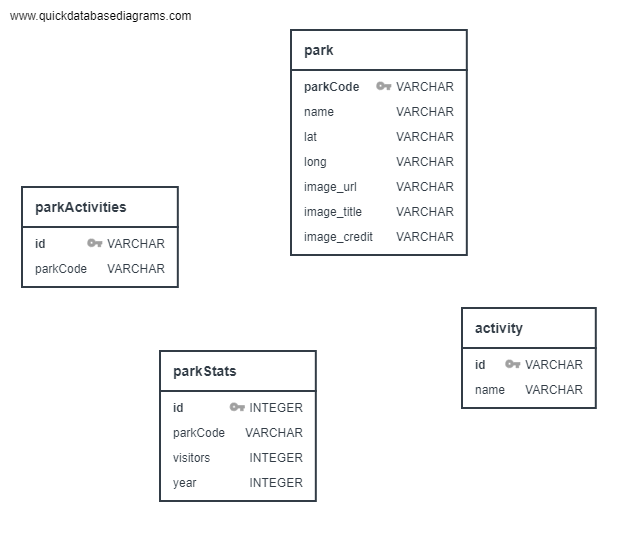 www.quickdatabasediagrams.com
park
parkCode VARCHAR
name VARCHAR
lat VARCHAR
long VARCHAR
image_url VARCHAR
image_title VARCHAR
image_credit VARCHAR
parkActivities
id VARCHAR
parkCode VARCHAR
activity
id VARCHAR
name VARCHAR
parkStats
id INTEGER
parkCode VARCHAR
visitors INTEGER
year INTEGER